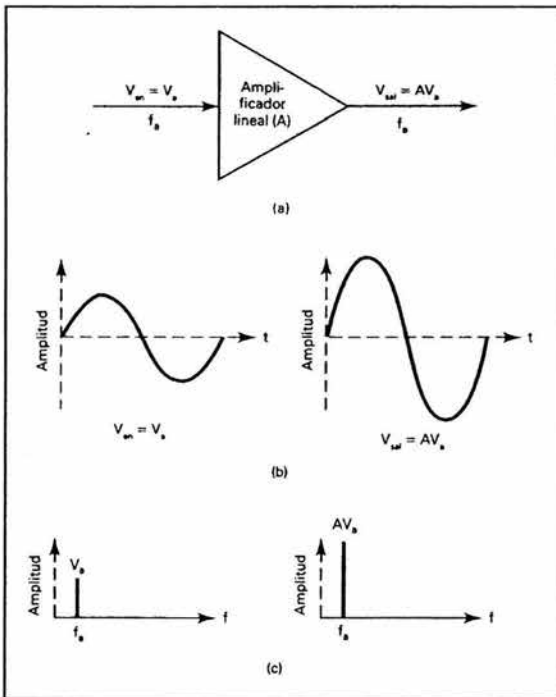 V_en = V_a
f_a
Ampli-
ficador
lineal (A)
V_sal = AV_a
f_a
(a)
Amplitud
t
V_en = V_a
Amplitud
t
V_sal = AV_a
(b)
Amplitud
V_a
f_a
f
Amplitud
AV_a
f_a
f
(c)